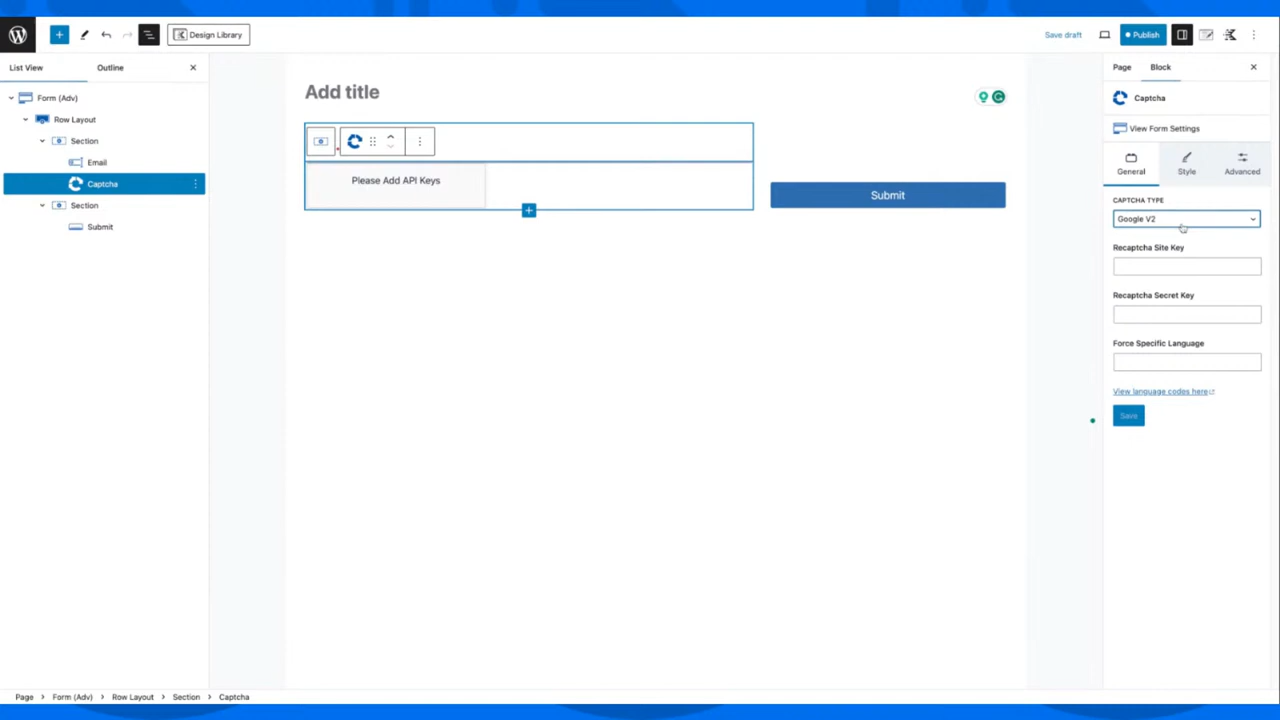 Design Library
Save draft
Publish
List View
Outline
Page
Block
Form (Adv)
Row Layout
Section
Email
Captcha
Section
Submit
Add title
Please Add API Keys
Submit
Captcha
View Form Settings
General
Style
Advanced
CAPTCHA TYPE
Google V2
Recaptcha Site Key
Recaptcha Secret Key
Force Specific Language
View language codes here
Save
Page > Form (Adv) > Row Layout > Section > Captcha